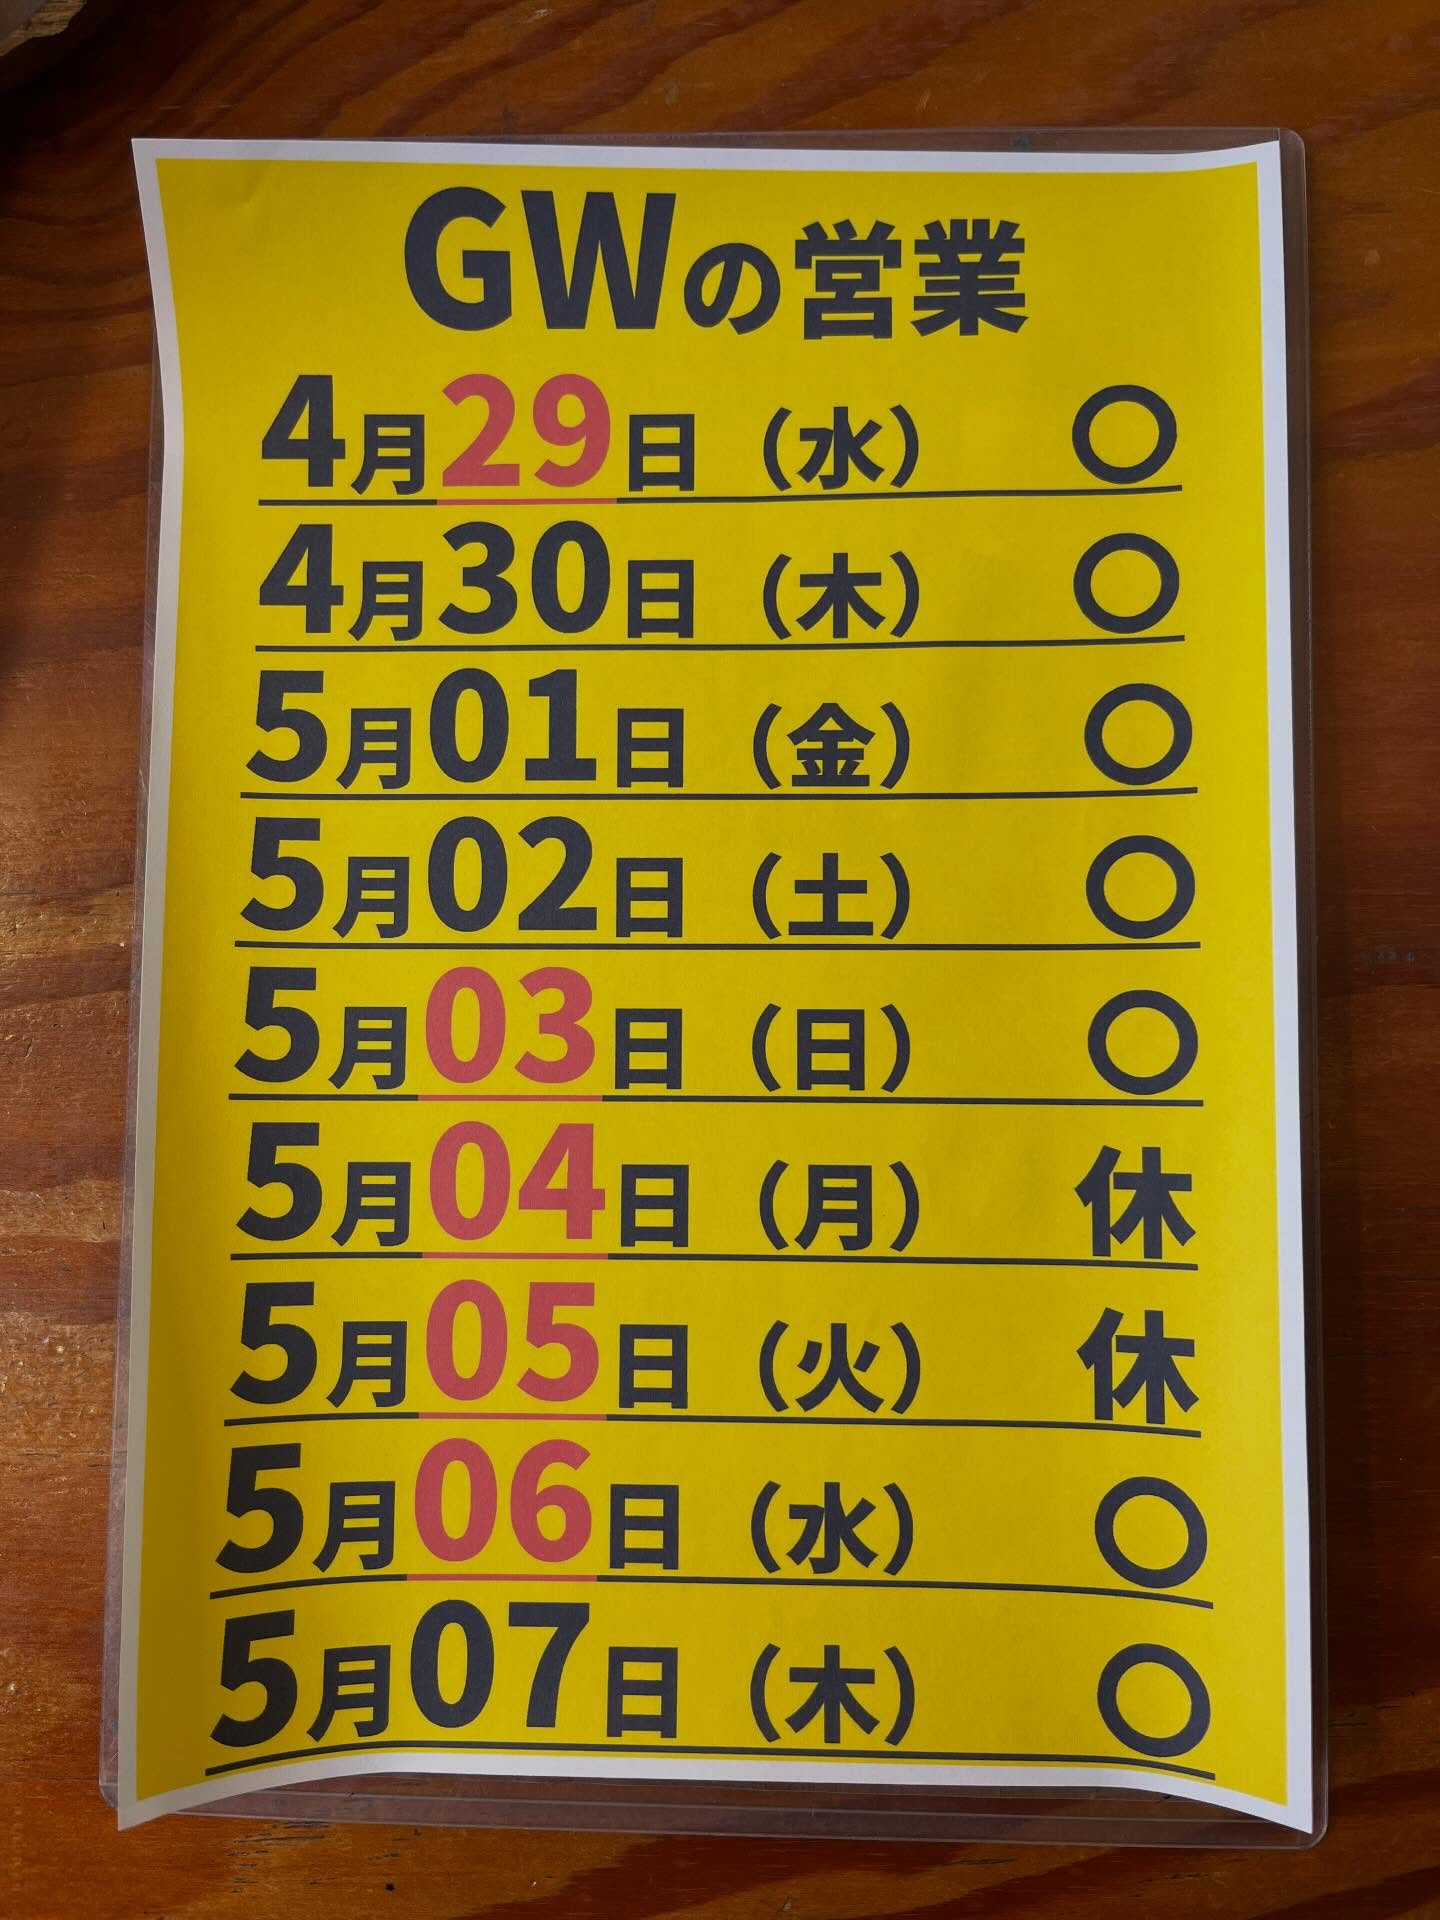 GWの営業
4月29日（水） 〇
4月30日（木） 〇
5月01日（金） 〇
5月02日（土） 〇
5月03日（日） 〇
5月04日（月） 休
5月05日（火） 休
5月06日（水） 〇
5月07日（木） 〇